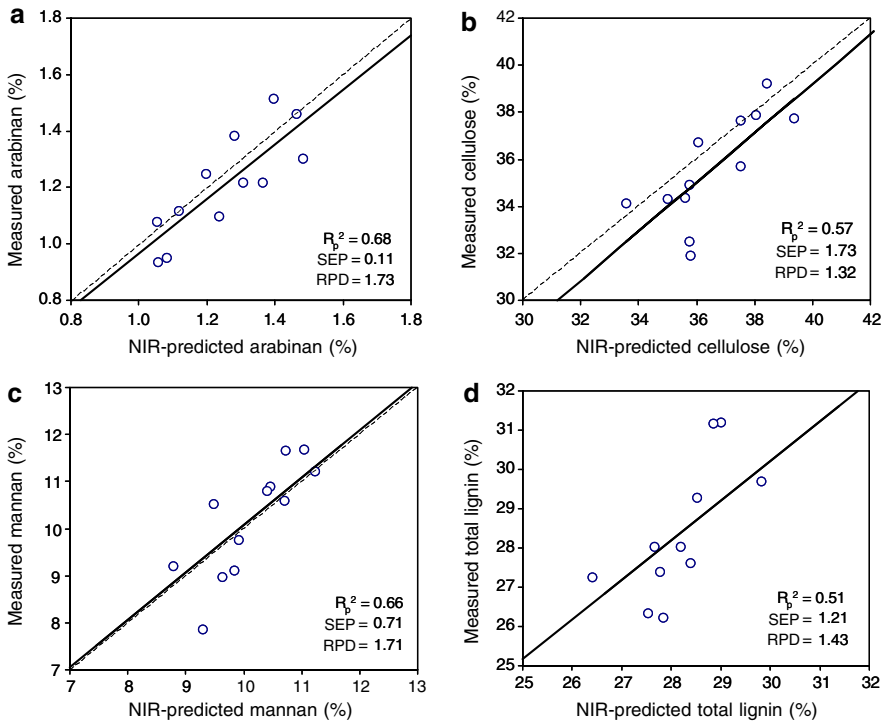 a
1.8
1.6
1.4
1.2
1.0
0.8
Measured arabinan (%)
R_p² = 0.68
SEP = 0.11
RPD = 1.73
0.8 1.0 1.2 1.4 1.6 1.8
NIR-predicted arabinan (%)
b
42
40
38
36
34
32
30
Measured cellulose (%)
R_p² = 0.57
SEP = 1.73
RPD = 1.32
30 32 34 36 38 40 42
NIR-predicted cellulose (%)
c
13
12
11
10
9
8
7
Measured mannan (%)
R_p² = 0.66
SEP = 0.71
RPD = 1.71
7 8 9 10 11 12 13
NIR-predicted mannan (%)
d
32
31
30
29
28
27
26
25
Measured total lignin (%)
R_p² = 0.51
SEP = 1.21
RPD = 1.43
25 26 27 28 29 30 31 32
NIR-predicted total lignin (%)